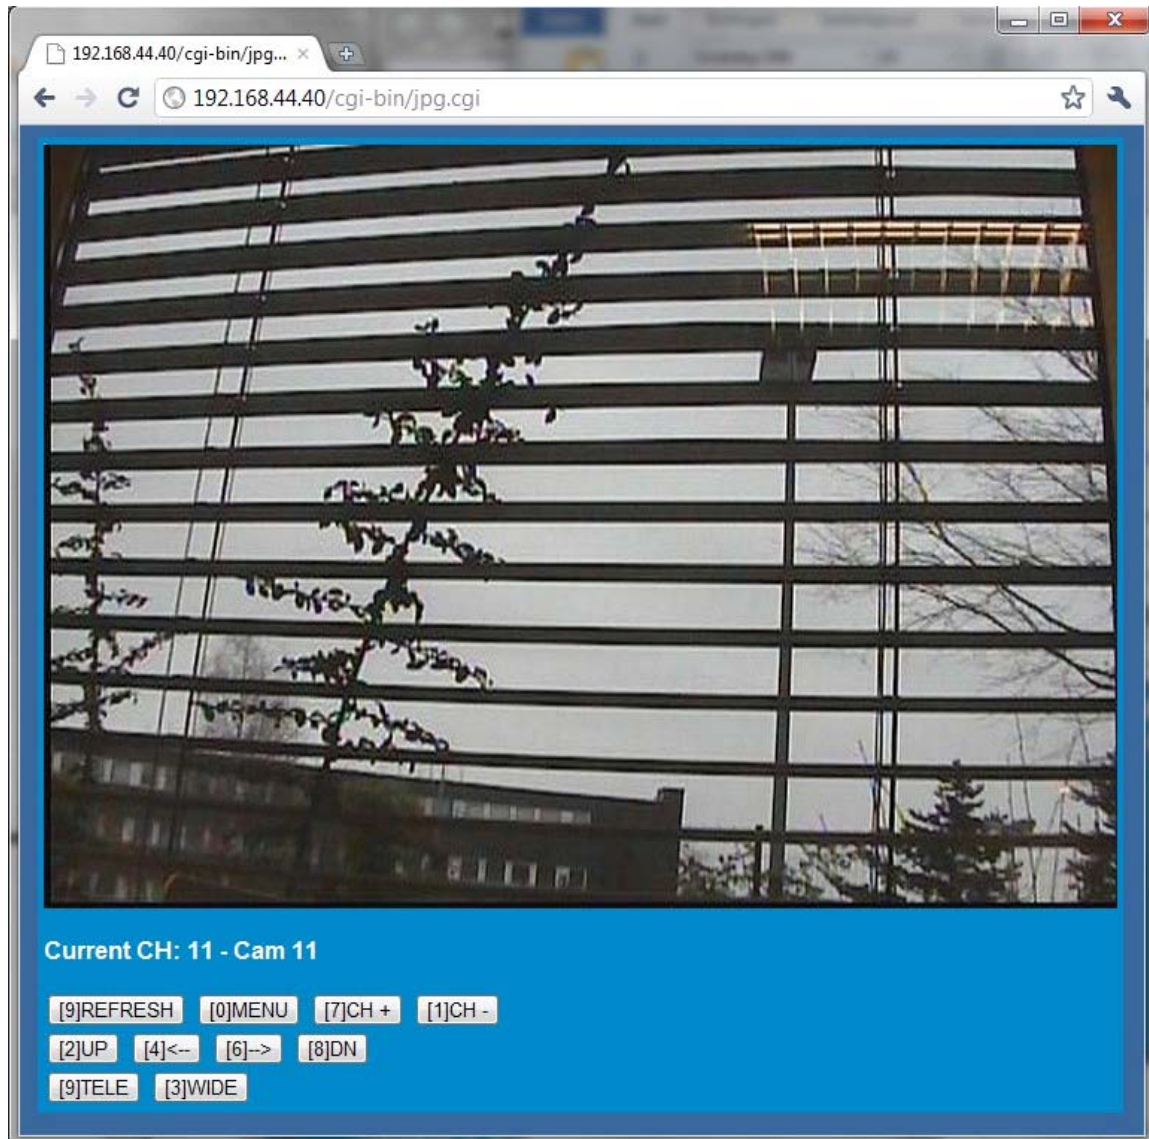 192.168.44.40/cgi-bin/jpg...
192.168.44.40/cgi-bin/jpg.cgi
Current CH: 11 - Cam 11
[9]REFRESH [0]MENU [7]CH + [1]CH -
[2]UP [4]<-- [6]--> [8]DN
[9]TELE [3]WIDE